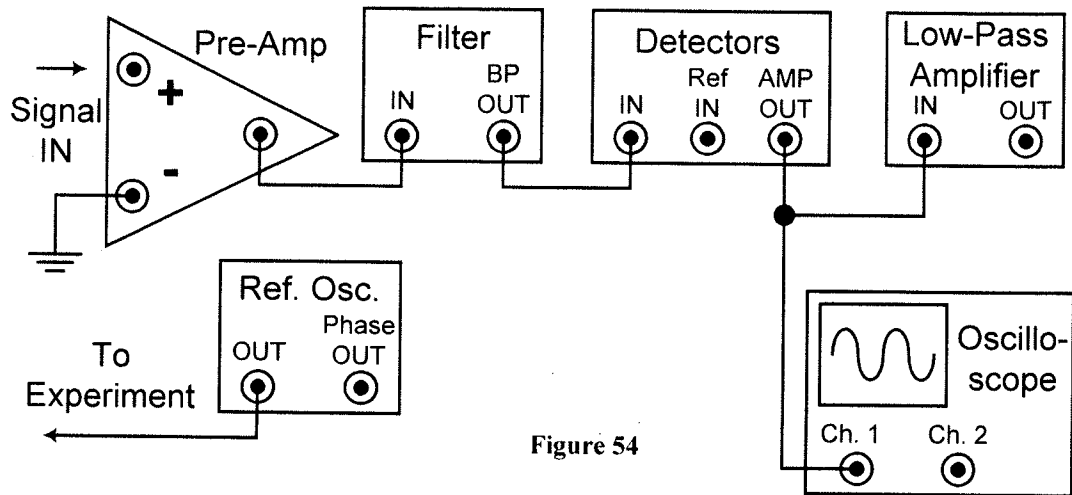 Pre-Amp
Signal
IN
+
-
Filter
IN
BP
OUT
Detectors
IN
Ref
IN
AMP
OUT
Low-Pass
Amplifier
IN
OUT
Ref. Osc.
OUT
Phase
OUT
To
Experiment
Oscillo-
scope
Ch. 1
Ch. 2
Figure 54